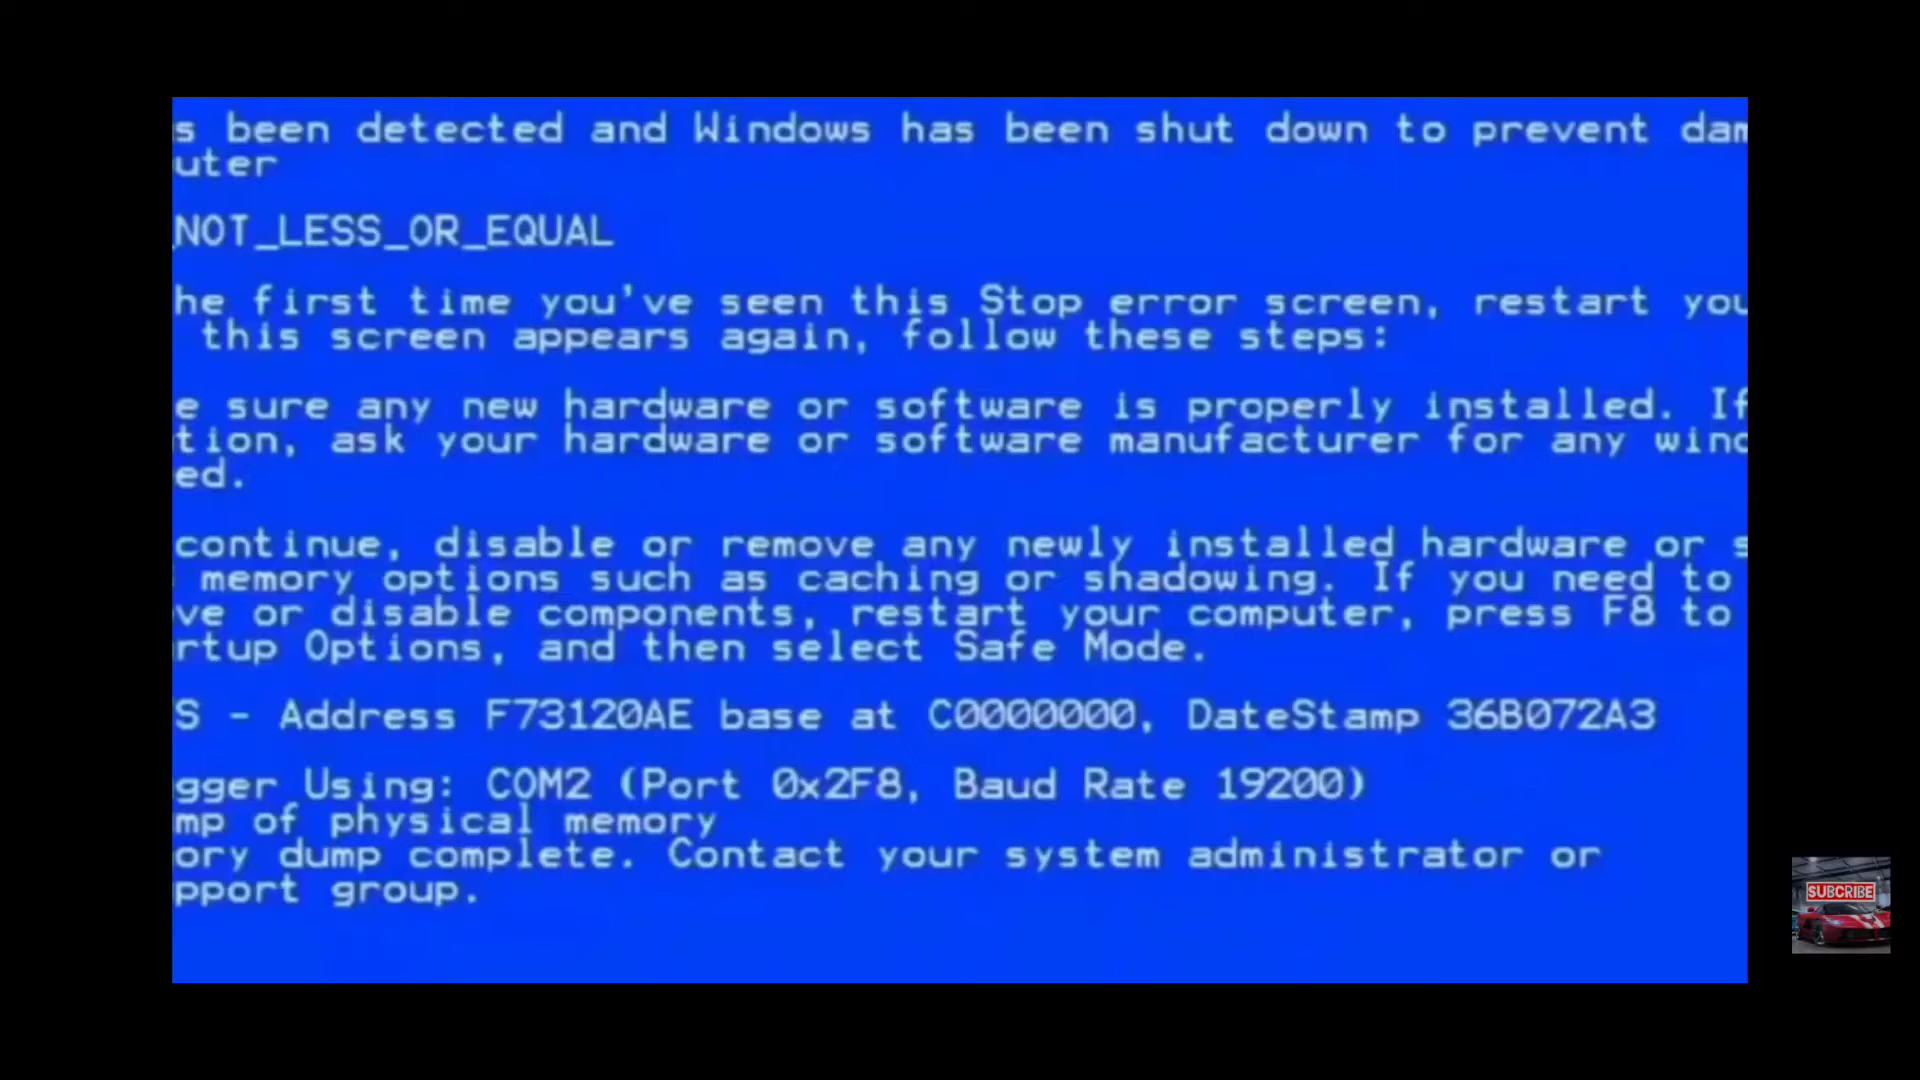 s been detected and Windows has been shut down to prevent dam
uter
_NOT_LESS_OR_EQUAL
he first time you've seen this Stop error screen, restart you
this screen appears again, follow these steps:
e sure any new hardware or software is properly installed. If
tion, ask your hardware or software manufacturer for any wind
ed.
continue, disable or remove any newly installed hardware or s
memory options such as caching or shadowing. If you need to
ve or disable components, restart your computer, press F8 to
rtup Options, and then select Safe Mode.
S - Address F73120AE base at C0000000, DateStamp 36B072A3
gger Using: COM2 (Port 0x2F8, Baud Rate 19200)
mp of physical memory
ory dump complete. Contact your system administrator or
pport group.
SUBCRIBE